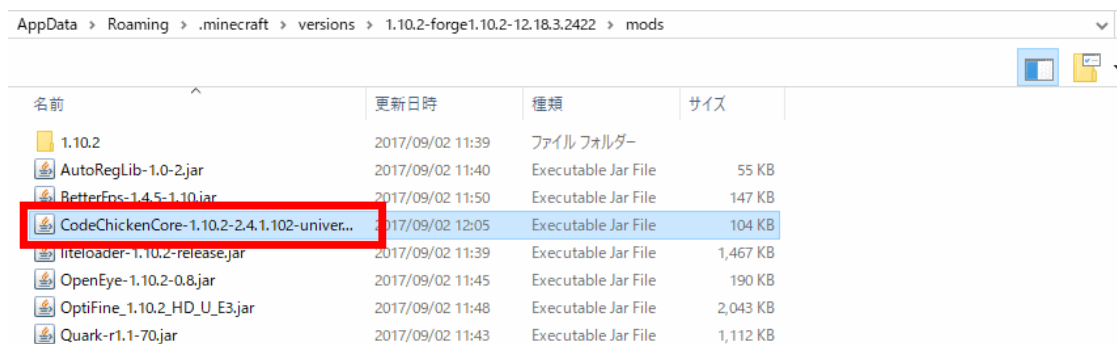 AppData › Roaming › .minecraft › versions › 1.10.2-forge1.10.2-12.18.3.2422 › mods
名前 更新日時 種類 サイズ
1.10.2 2017/09/02 11:39 ファイル フォルダー
AutoRegLib-1.0-2.jar 2017/09/02 11:40 Executable Jar File 55 KB
BetterFps-1.4.5-1.10.jar 2017/09/02 11:50 Executable Jar File 147 KB
CodeChickenCore-1.10.2-2.4.1.102-univer... 2017/09/02 12:05 Executable Jar File 104 KB
liteloader-1.10.2-release.jar 2017/09/02 11:39 Executable Jar File 1,467 KB
OpenEye-1.10.2-0.8.jar 2017/09/02 11:45 Executable Jar File 190 KB
OptiFine_1.10.2_HD_U_E3.jar 2017/09/02 11:48 Executable Jar File 2,043 KB
Quark-r1.1-70.jar 2017/09/02 11:43 Executable Jar File 1,112 KB